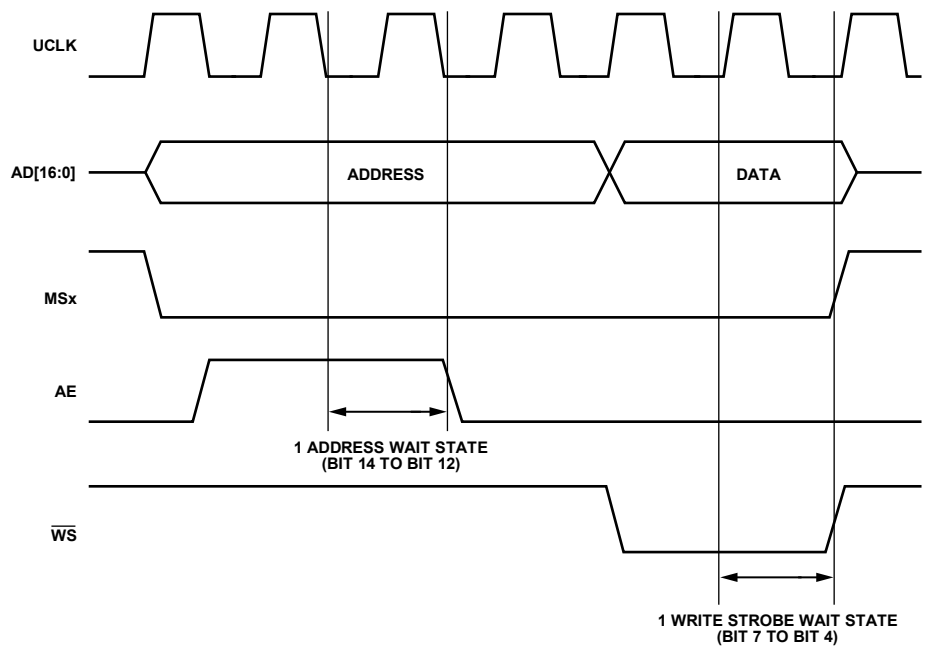 UCLK
AD[16:0]
ADDRESS
DATA
MSx
AE
1 ADDRESS WAIT STATE
(BIT 14 TO BIT 12)
WS
1 WRITE STROBE WAIT STATE
(BIT 7 TO BIT 4)